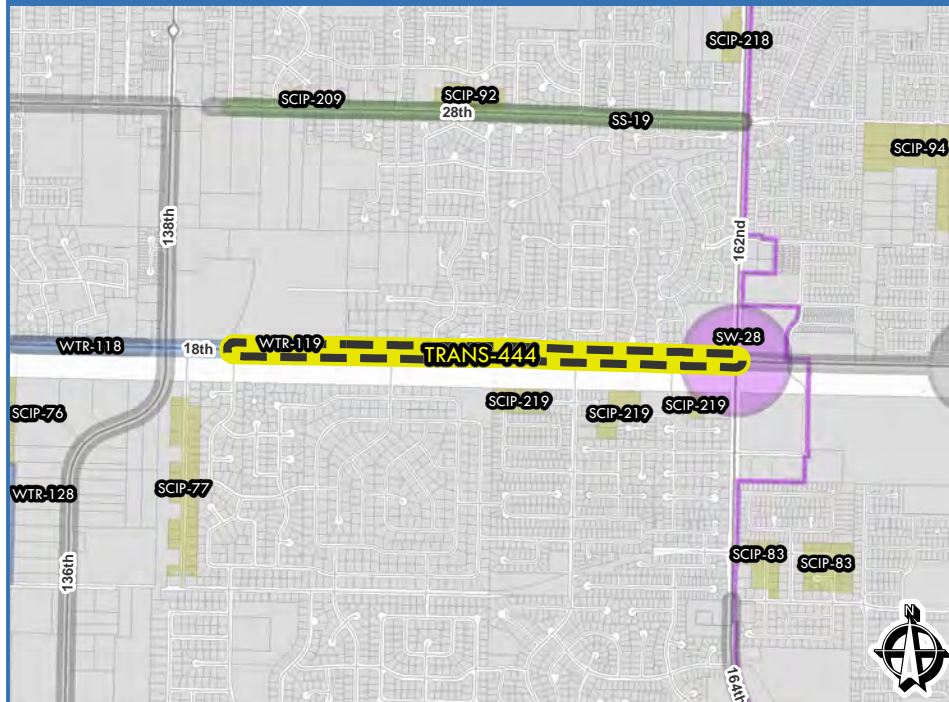 SCIP-218
SCIP-209
SCIP-92
28th
SS-19
SCIP-94
138th
162nd
WTR-118
18th
WTR-119
TRANS-444
SW-28
SCIP-76
SCIP-219
SCIP-219
SCIP-219
WTR-128
SCIP-77
SCIP-83
SCIP-83
136th
164th
N